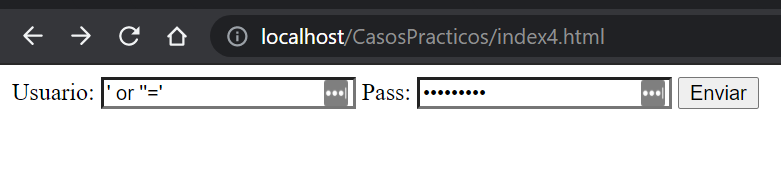 localhost/CasosPracticos/index4.html
Usuario: ' or ''=' Pass: ••••••••• Enviar